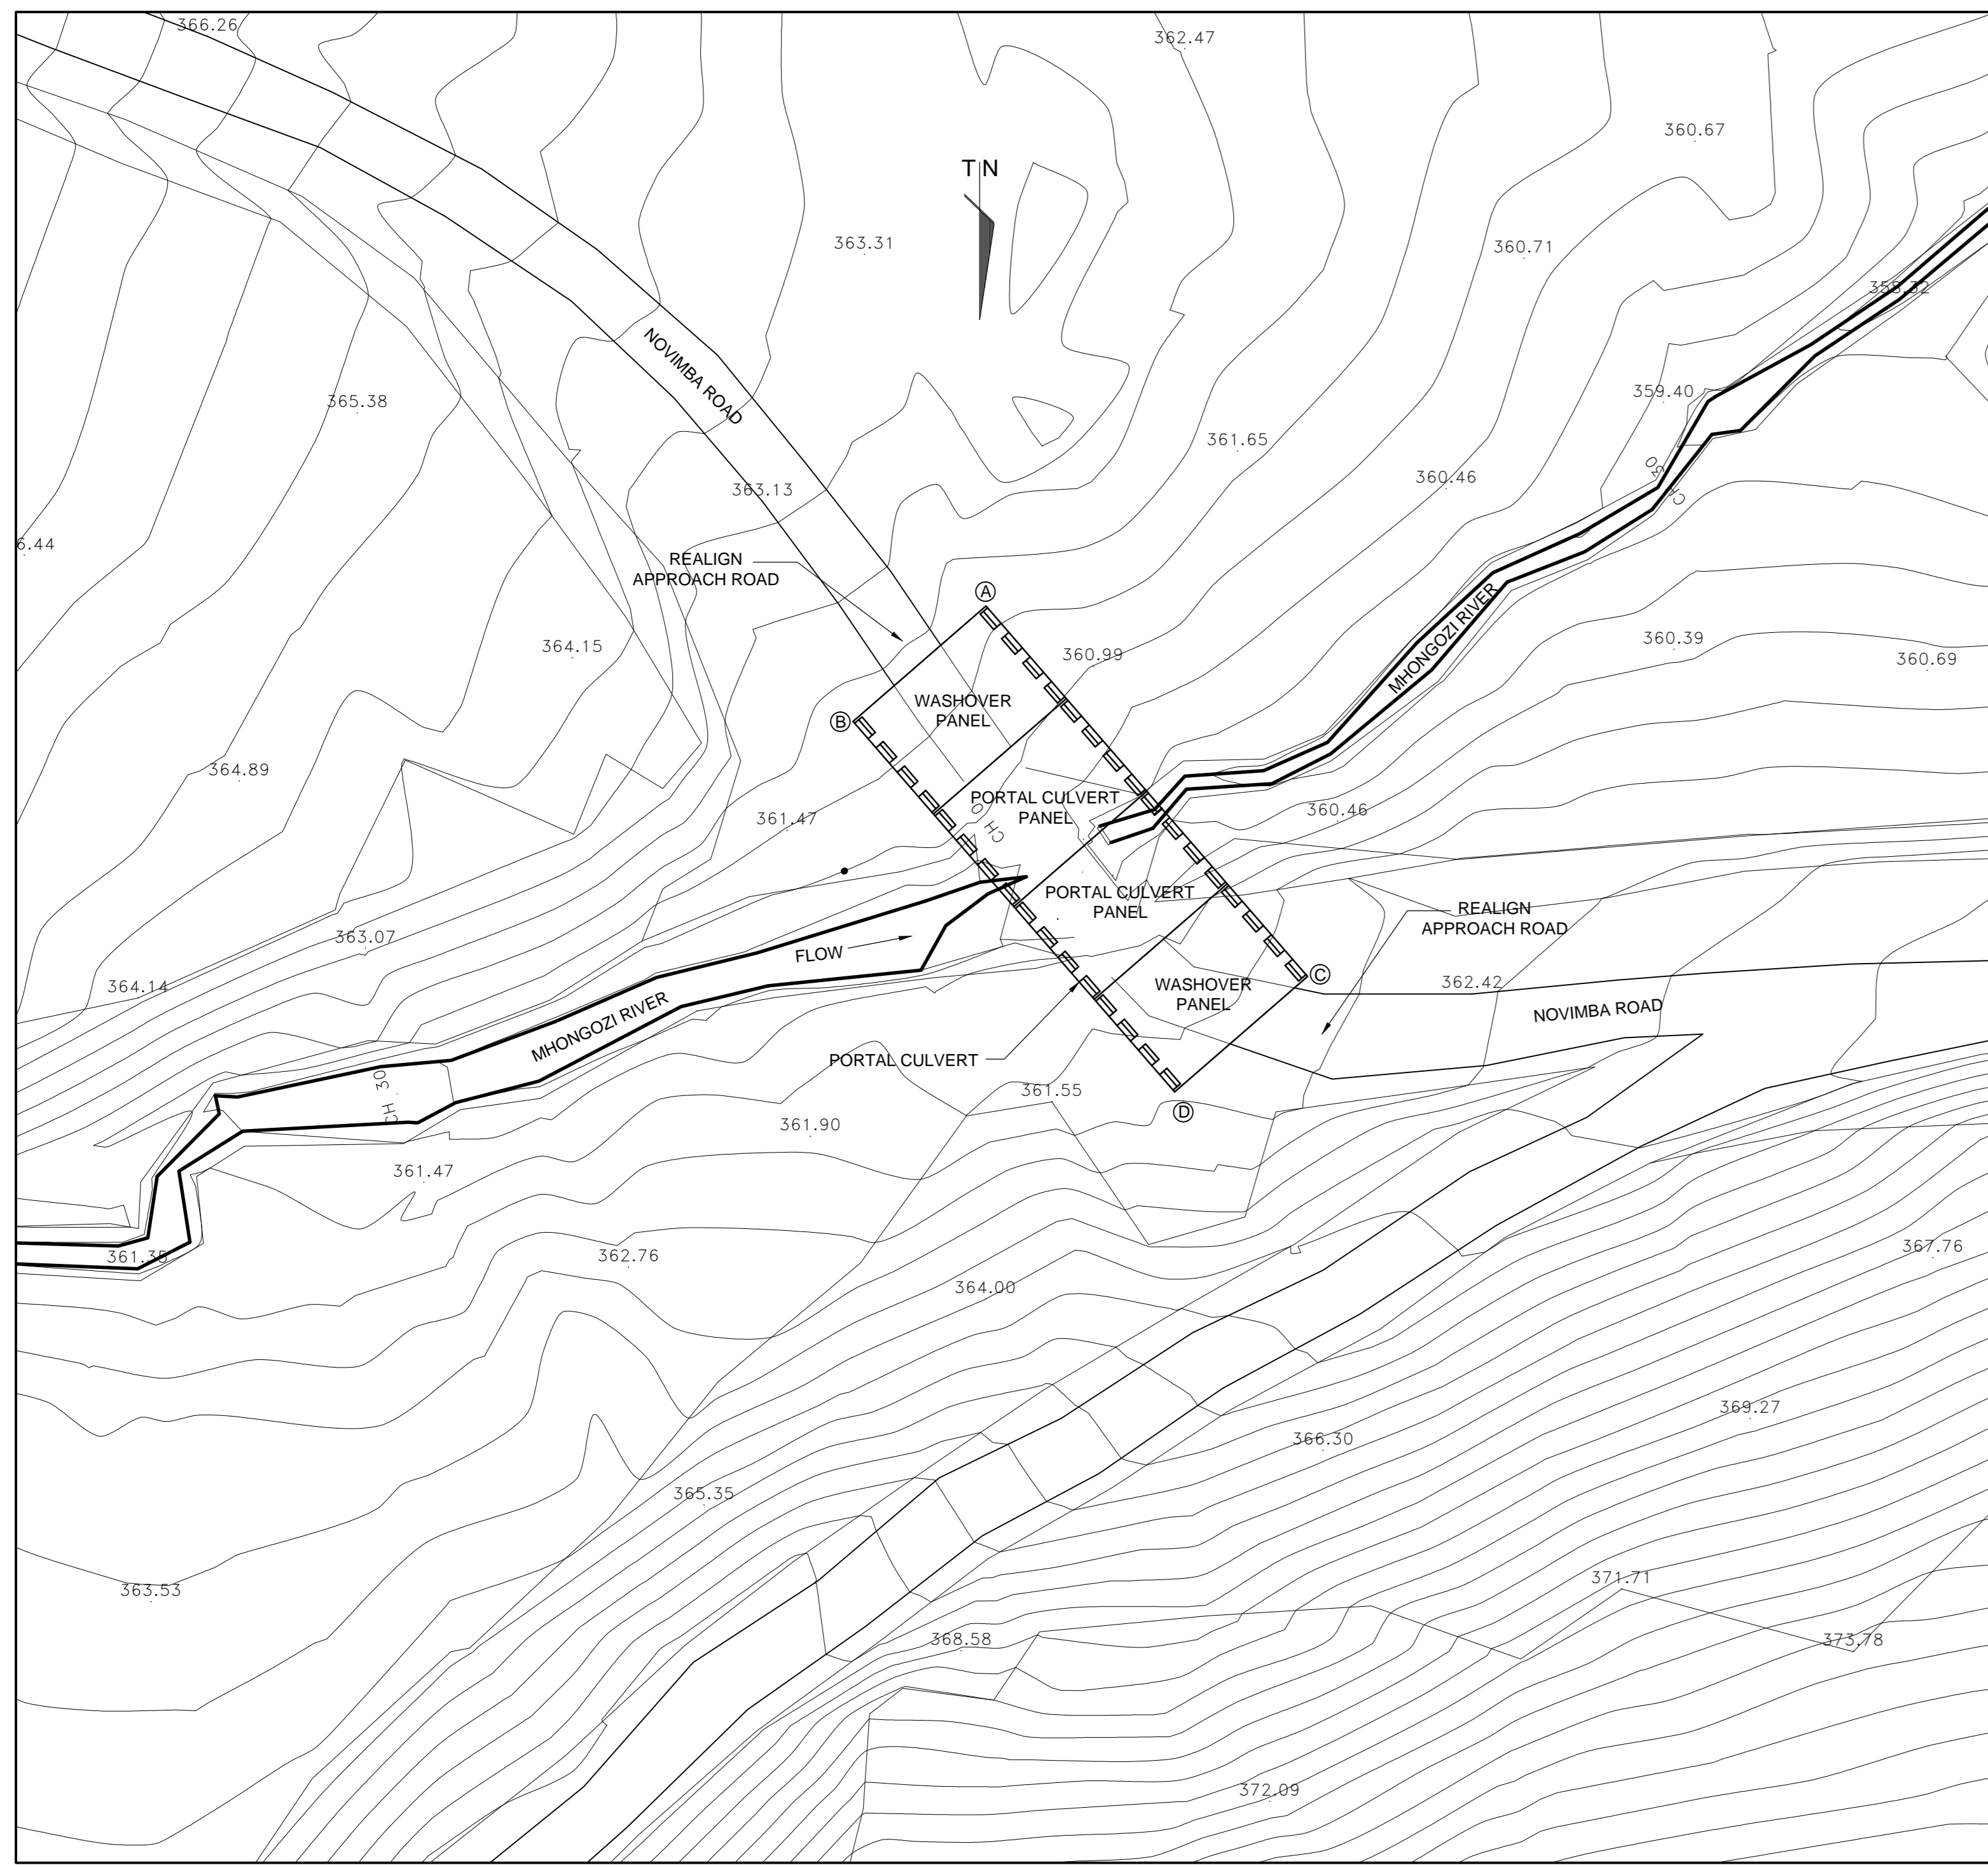 366.26
362.47
360.67
TN
363.31
360.71
358.32
NOVIMBA ROAD
365.38
359.40
361.65
363.13
360.46
CH 50
6.44
REALIGN
APPROACH ROAD
A
364.15
360.99
MHONGOZI RIVER
360.39
360.69
WASHOVER
PANEL
B
364.89
PORTAL CULVERT
PANEL
CH 0
361.47
360.46
PORTAL CULVERT
PANEL
REALIGN
APPROACH ROAD
363.07
FLOW
364.14
WASHOVER
PANEL
C
362.42
NOVIMBA ROAD
MHONGOZI RIVER
PORTAL CULVERT
CH 30
361.55
D
361.90
361.47
361.35
362.76
367.76
364.00
369.27
366.30
365.35
363.53
371.71
368.58
373.78
372.09